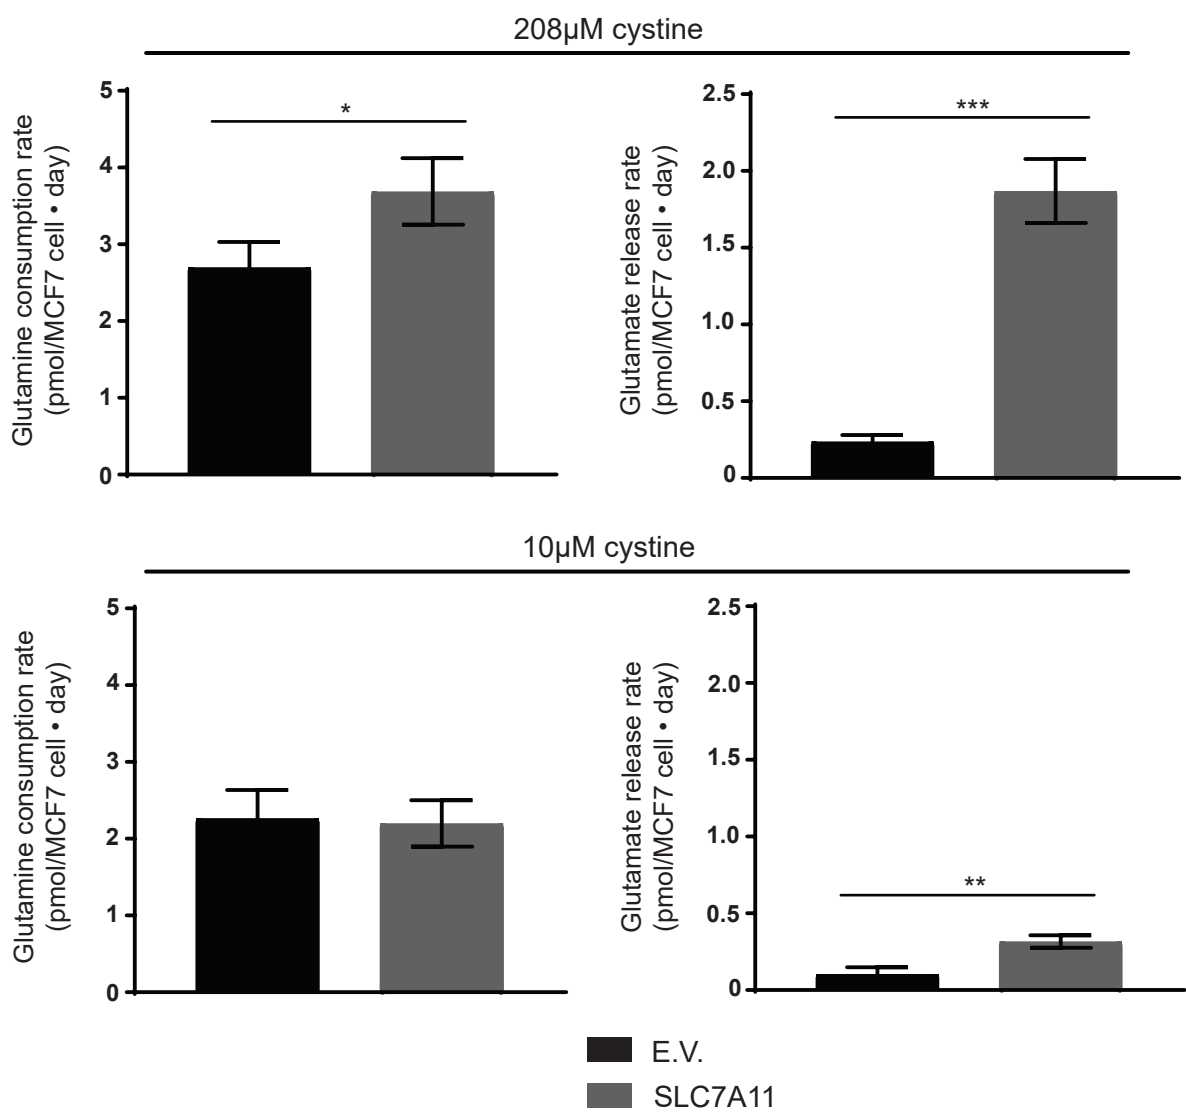 208µM cystine
Glutamine consumption rate
(pmol/MCF7 cell • day)
5
4
3
2
1
0
*
Glutamate release rate
(pmol/MCF7 cell • day)
2.5
2.0
1.5
1.0
0.5
0
***
10µM cystine
Glutamine consumption rate
(pmol/MCF7 cell • day)
5
4
3
2
1
0
Glutamate release rate
(pmol/MCF7 cell • day)
2.5
2.0
1.5
1.0
0.5
0
**
E.V.
SLC7A11